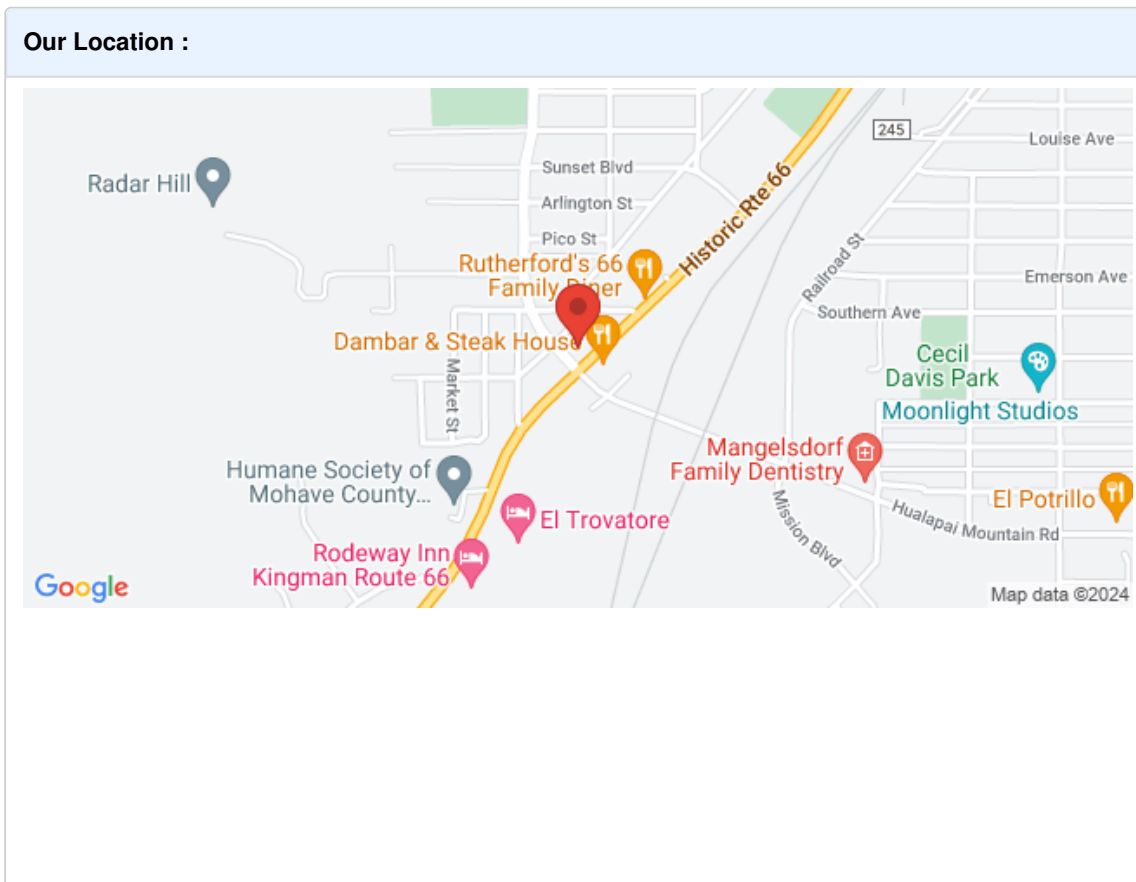 Our Location :
245
Louise Ave
Sunset Blvd
Radar Hill
Arlington St
Historic Rte 66
Pico St
Railroad St
Rutherford's 66
Family Diner
Emerson Ave
Southern Ave
Dambar & Steak House
Cecil
Davis Park
Market St
Moonlight Studios
Mangelsdorf
Family Dentistry
Humane Society of
Mohave County...
El Potrillo
Hualapai Mountain Rd
El Trovatore
Mission Blvd
Rodeway Inn
Kingman Route 66
Google
Map data ©2024